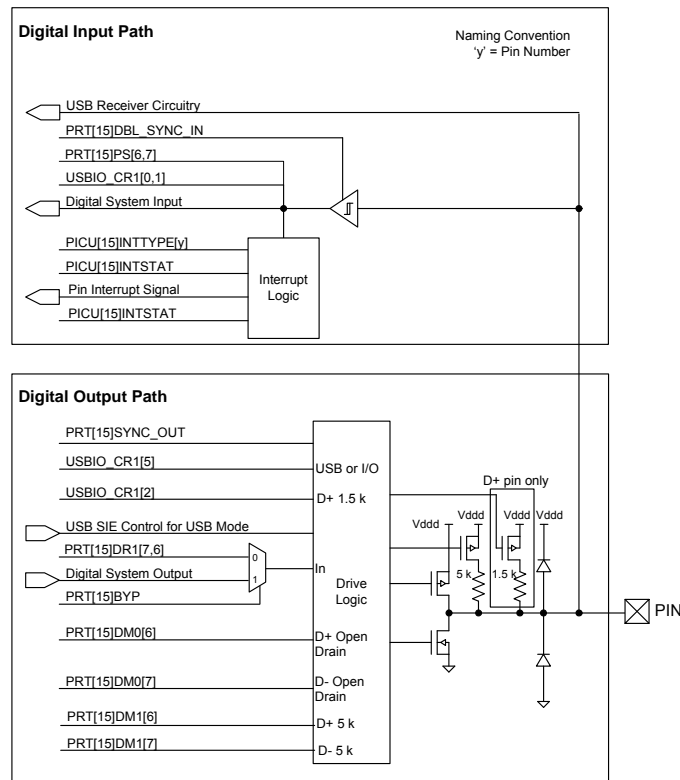 Digital Input Path
Naming Convention
‘y’ = Pin Number
USB Receiver Circuitry
PRT[15]DBL_SYNC_IN
PRT[15]PS[6,7]
USBIO_CR1[0,1]
Digital System Input
PICU[15]INTTYPE[y]
PICU[15]INTSTAT
Interrupt
Logic
Pin Interrupt Signal
PICU[15]INTSTAT
Digital Output Path
PRT[15]SYNC_OUT
USBIO_CR1[5]
USB or I/O
D+ pin only
USBIO_CR1[2]
D+ 1.5 k
Vddd
Vddd
Vddd
Vddd
USB SIE Control for USB Mode
PRT[15]DR1[7,6]
0
In
Digital System Output
1
Drive
Logic
5 k
1.5 k
PRT[15]BYP
PIN
PRT[15]DM0[6]
D+ Open
Drain
PRT[15]DM0[7]
D- Open
Drain
PRT[15]DM1[6]
D+ 5 k
PRT[15]DM1[7]
D- 5 k